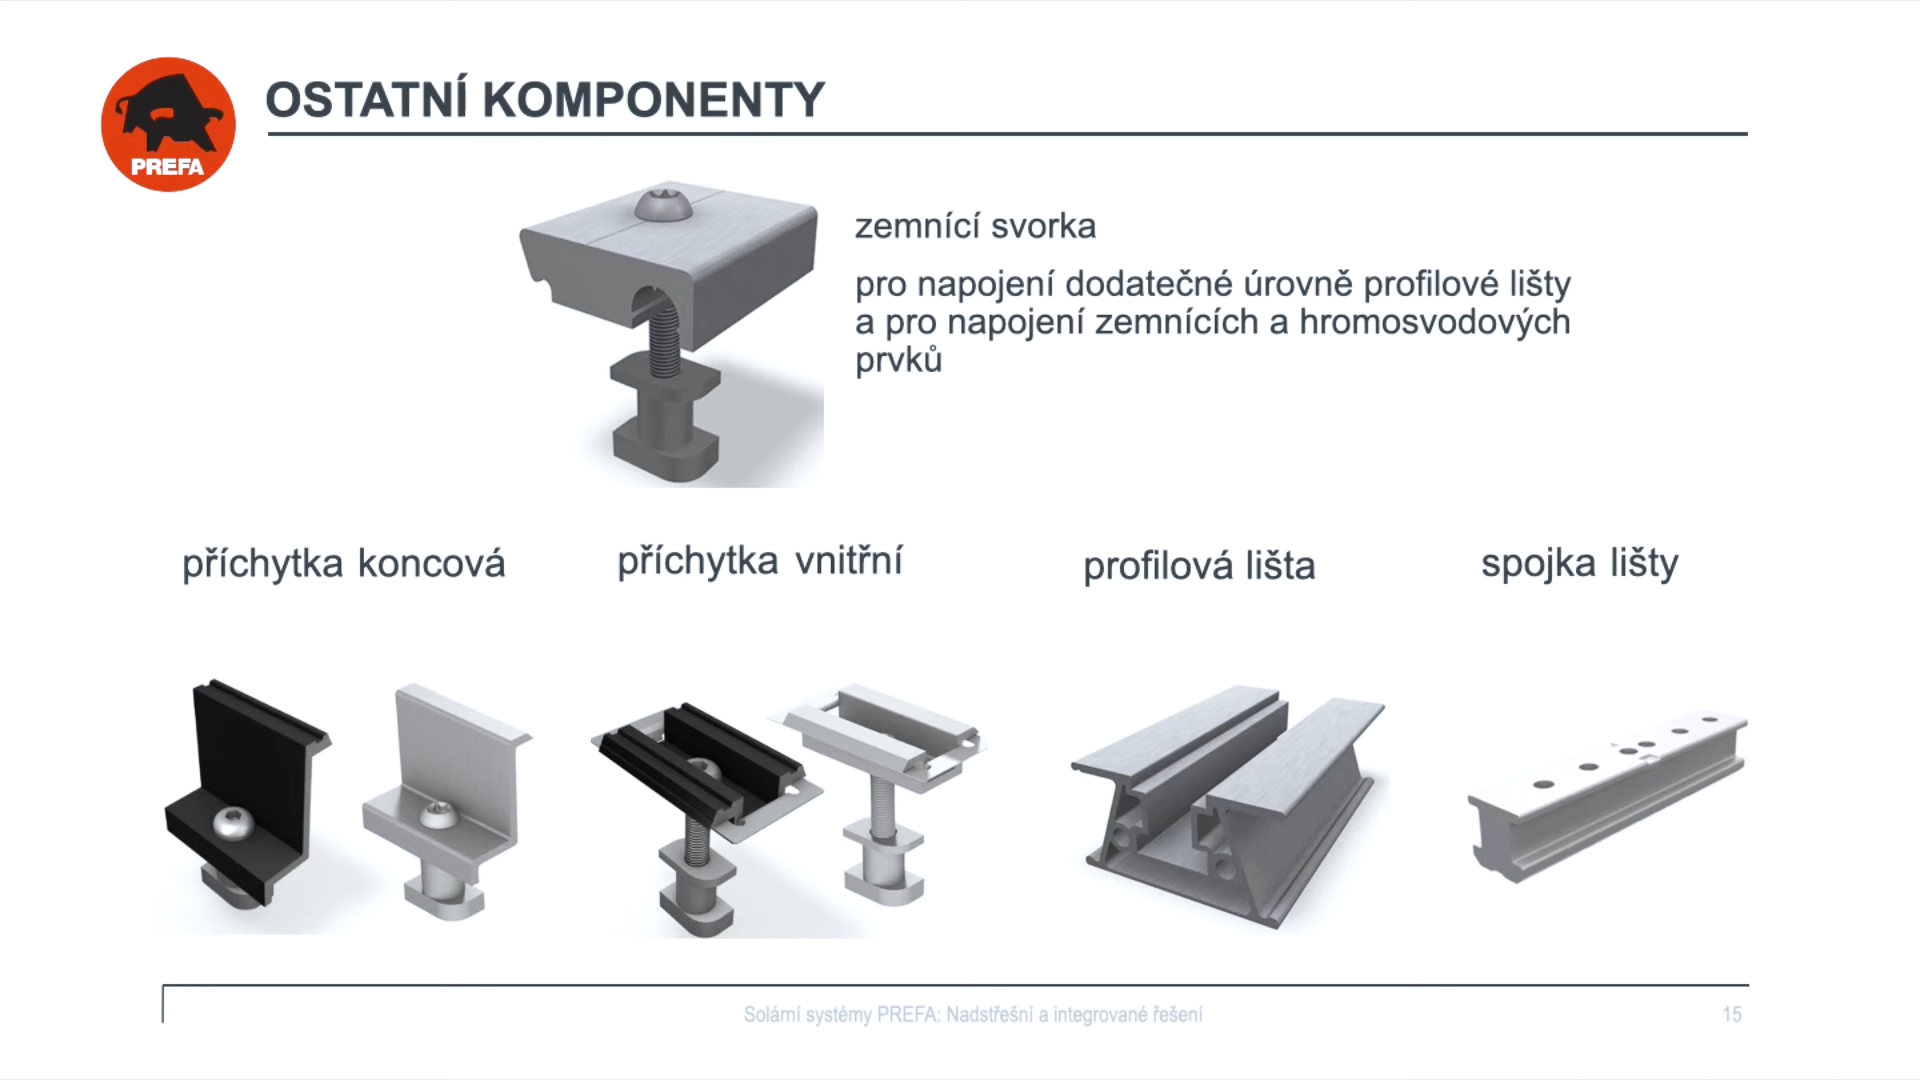 PREFA
OSTATNÍ KOMPONENTY
zemnící svorka
pro napojení dodatečné úrovně profilové lišty
a pro napojení zemnících a hromosvodových
prvků
příchytka koncová
příchytka vnitřní
profilová lišta
spojka lišty
Solární systémy PREFA: Nadstřešní a integrované řešení
15